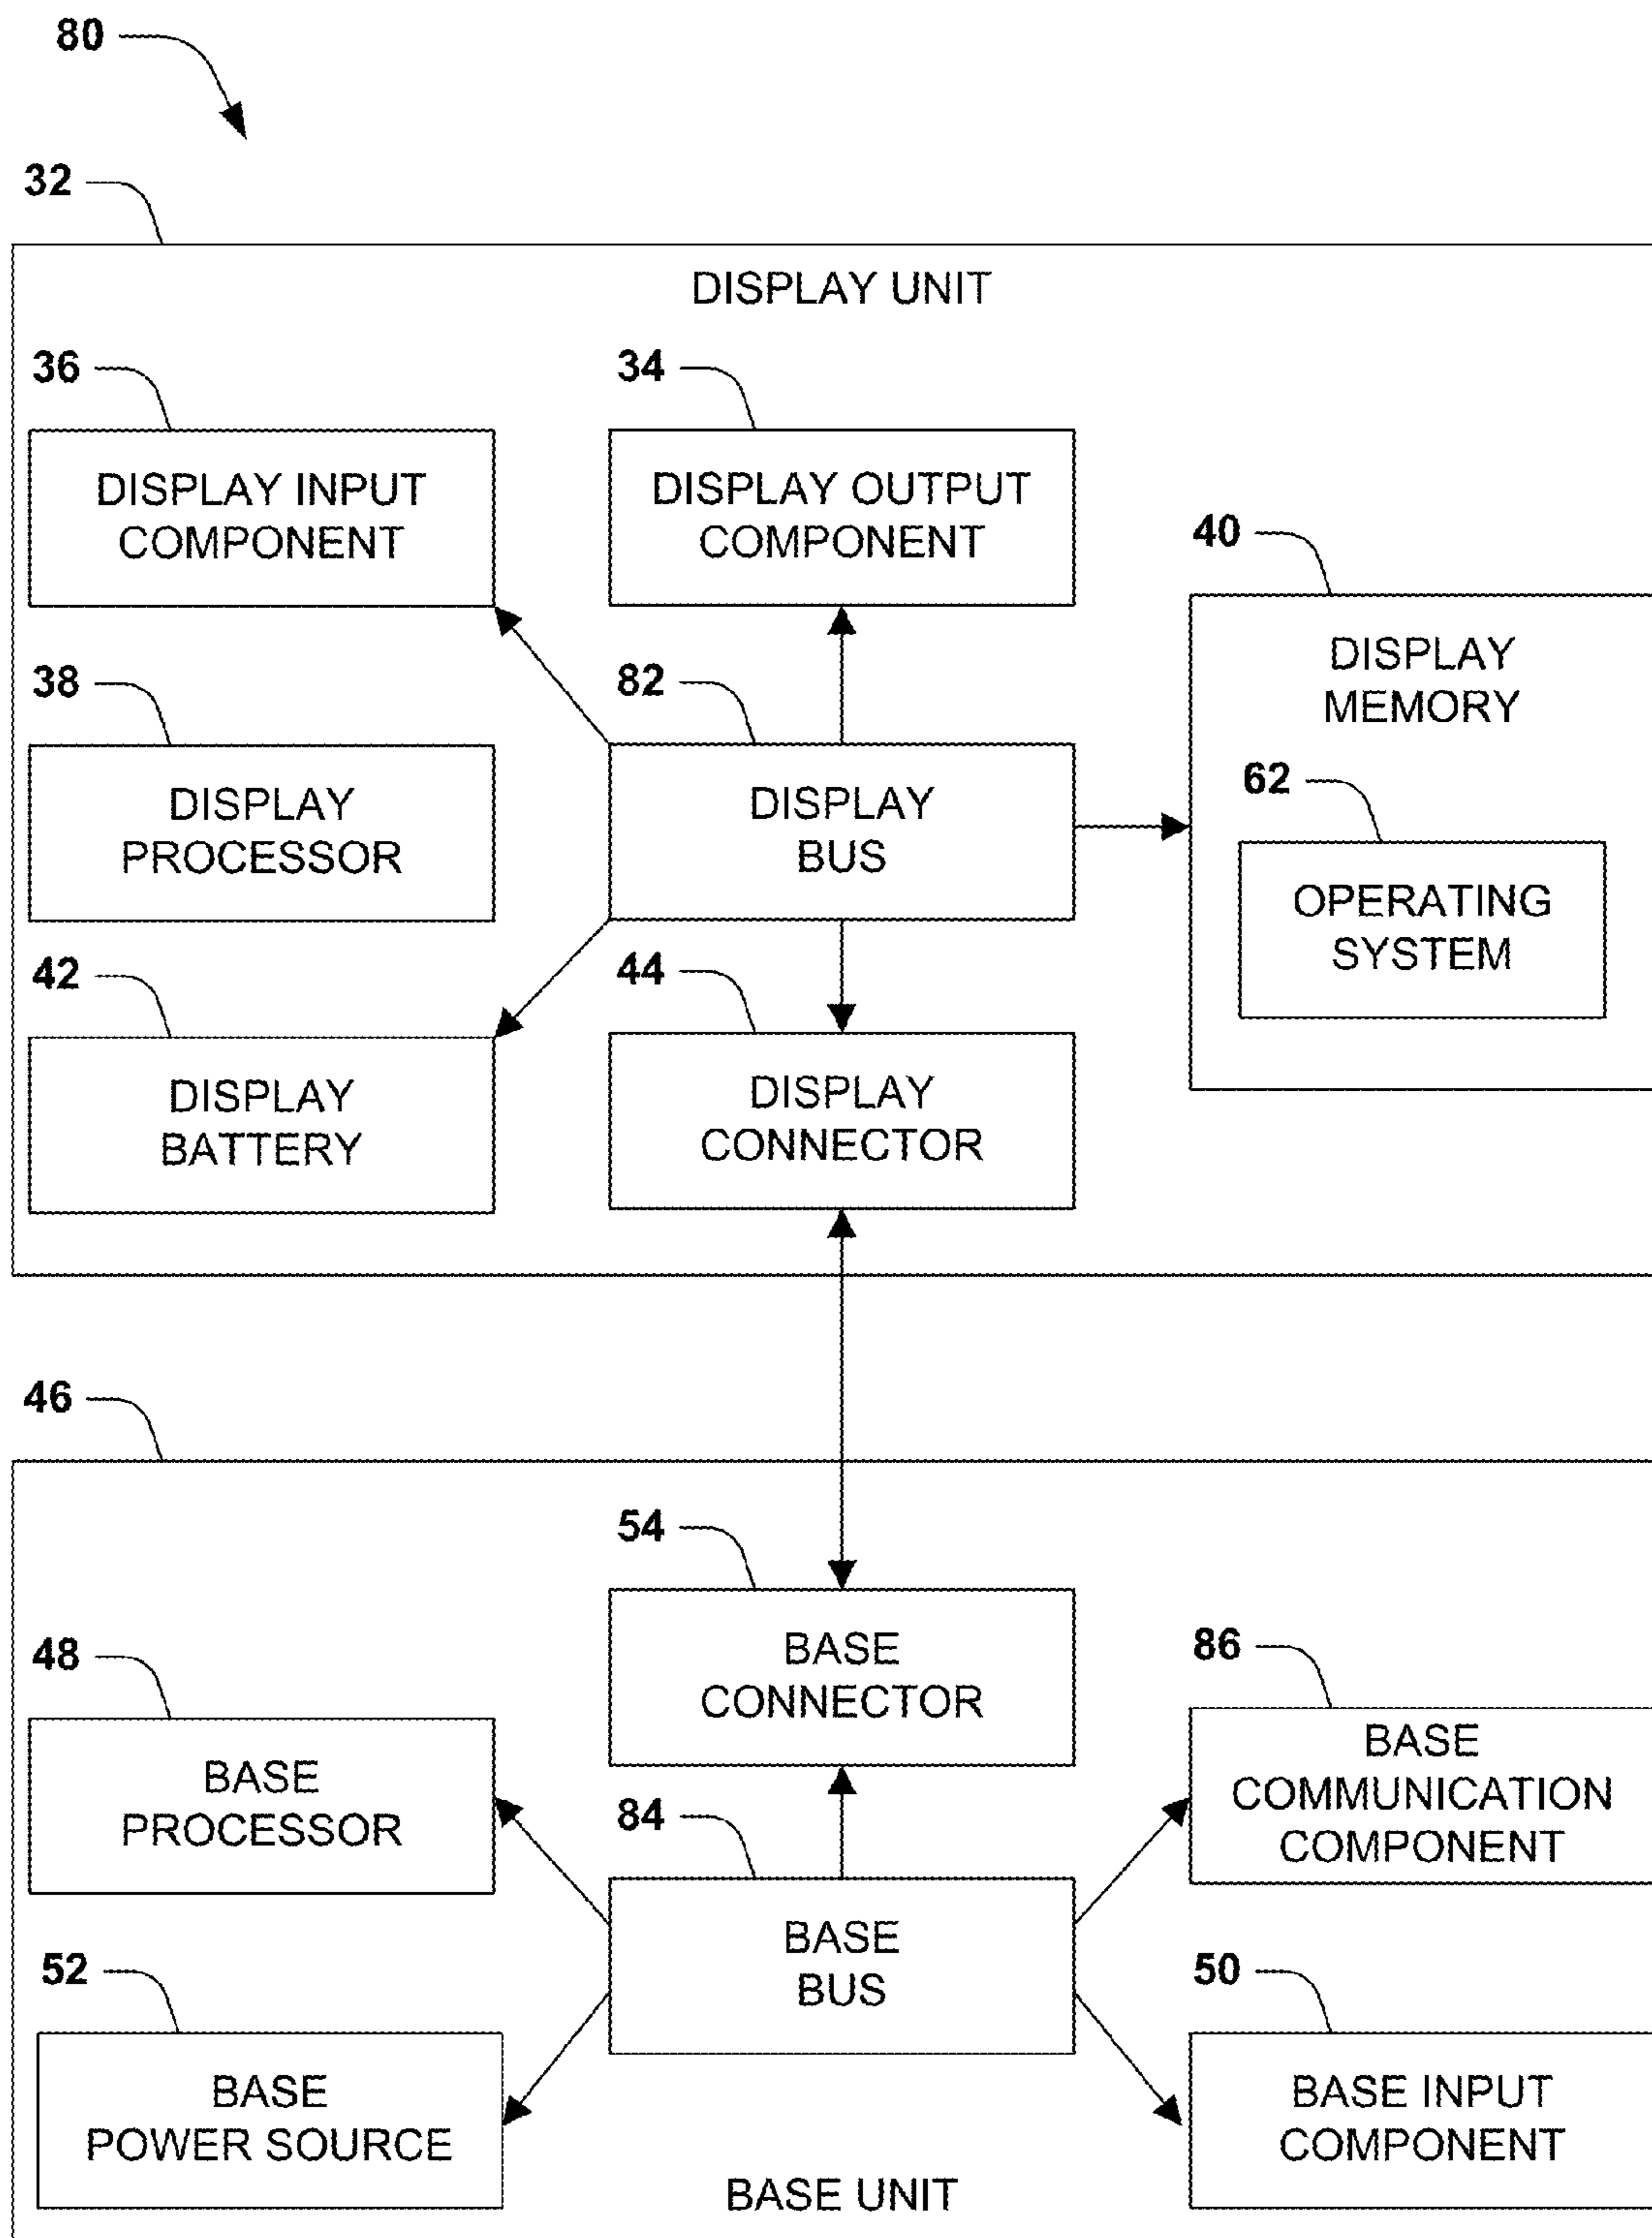 80
32
DISPLAY UNIT
36
DISPLAY INPUT
COMPONENT
34
DISPLAY OUTPUT
COMPONENT
40
DISPLAY
MEMORY
38
DISPLAY
PROCESSOR
82
DISPLAY
BUS
62
OPERATING
SYSTEM
42
DISPLAY
BATTERY
44
DISPLAY
CONNECTOR
46
54
BASE
CONNECTOR
48
BASE
PROCESSOR
86
BASE
COMMUNICATION
COMPONENT
84
BASE
BUS
52
BASE
POWER SOURCE
50
BASE INPUT
COMPONENT
BASE UNIT